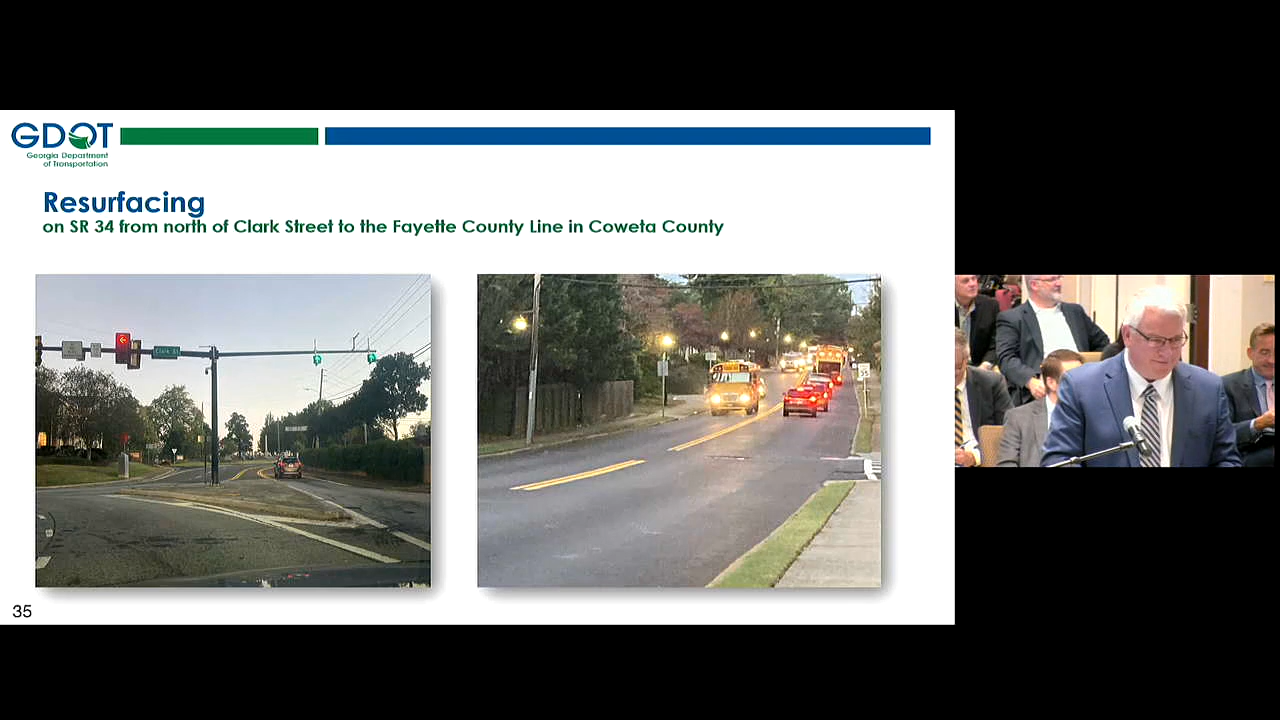 GDOT
Georgia Department
of Transportation
Resurfacing
on SR 34 from north of Clark Street to the Fayette County Line in Coweta County
Clark St
35
35